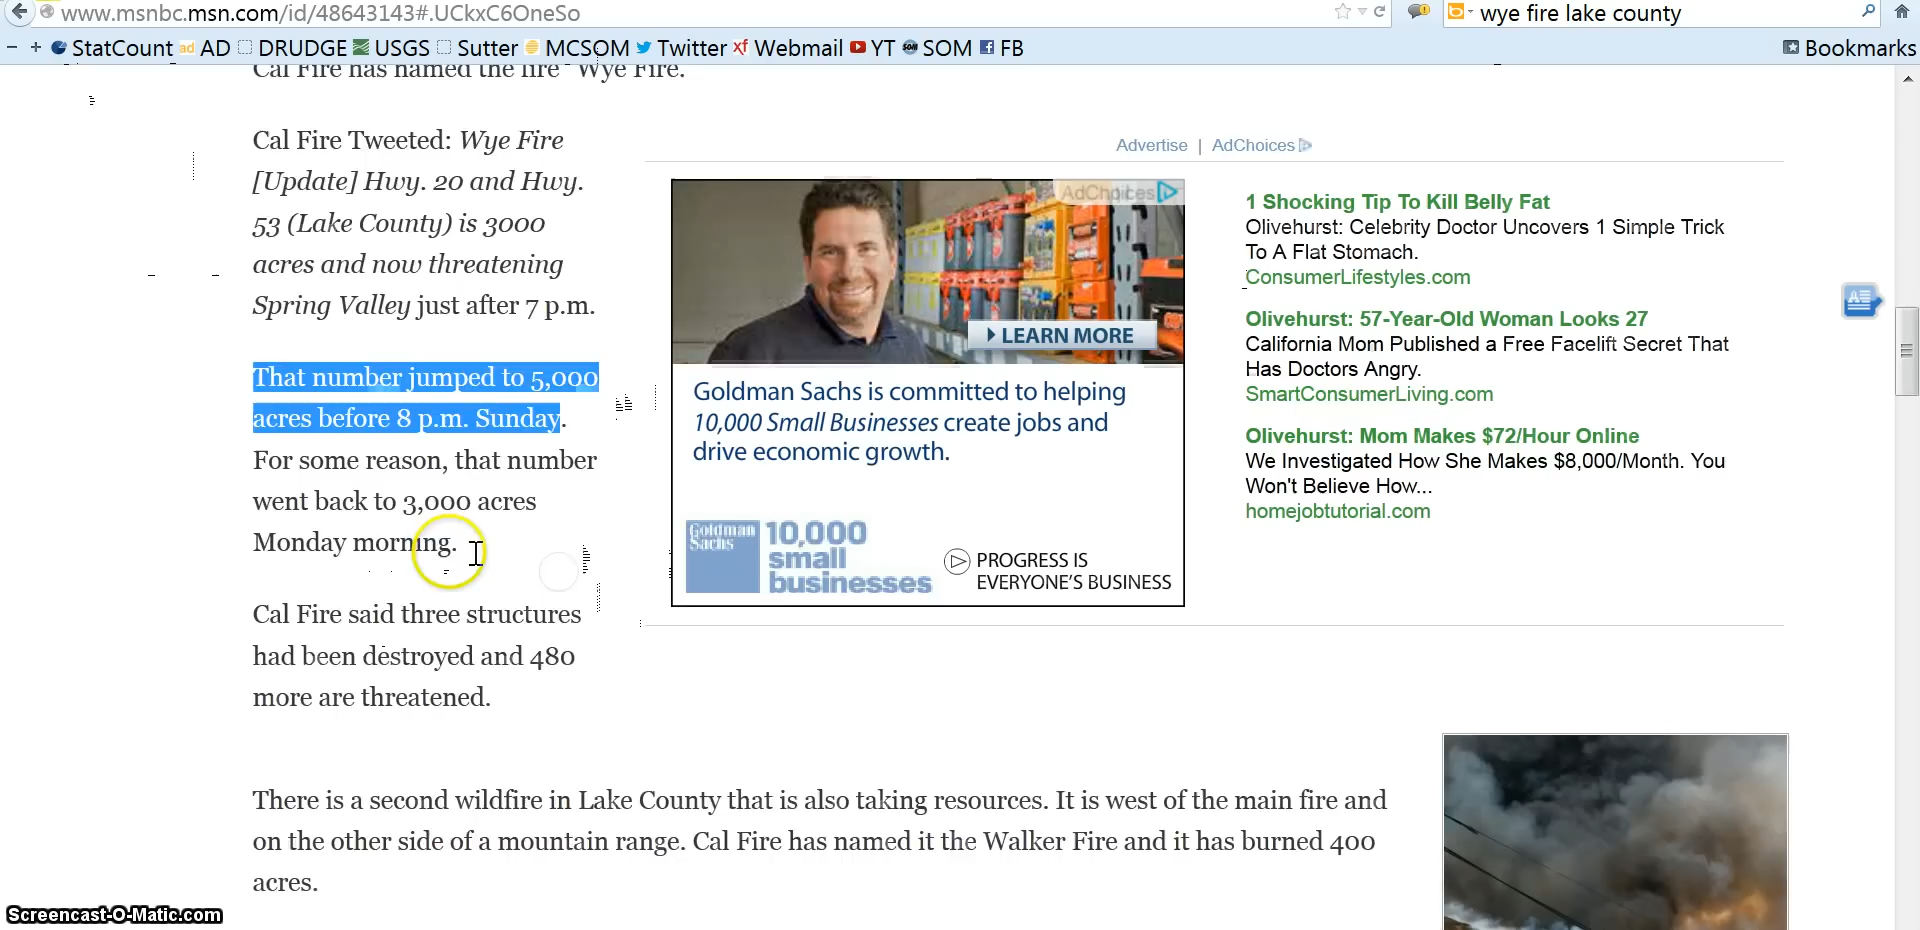 www.msnbc.msn.com/id/48643143#.UCkxC6OneSo
wye fire lake county
StatCount AD DRUDGE USGS Sutter MCSOM Twitter Webmail YT SOM FB
Bookmarks
Cal Fire has named the fire "Wye Fire.
Cal Fire Tweeted: Wye Fire
[Update] Hwy. 20 and Hwy.
53 (Lake County) is 3000
acres and now threatening
Spring Valley just after 7 p.m.
That number jumped to 5,000
acres before 8 p.m. Sunday.
For some reason, that number
went back to 3,000 acres
Monday morning.
Cal Fire said three structures
had been destroyed and 480
more are threatened.
Advertise | AdChoices
AdChoices
LEARN MORE
Goldman Sachs is committed to helping
10,000 Small Businesses create jobs and
drive economic growth.
Goldman
Sachs
10,000
small
businesses
PROGRESS IS
EVERYONE'S BUSINESS
1 Shocking Tip To Kill Belly Fat
Olivehurst: Celebrity Doctor Uncovers 1 Simple Trick
To A Flat Stomach.
ConsumerLifestyles.com
Olivehurst: 57-Year-Old Woman Looks 27
California Mom Published a Free Facelift Secret That
Has Doctors Angry.
SmartConsumerLiving.com
Olivehurst: Mom Makes $72/Hour Online
We Investigated How She Makes $8,000/Month. You
Won't Believe How...
homejobtutorial.com
There is a second wildfire in Lake County that is also taking resources. It is west of the main fire and
on the other side of a mountain range. Cal Fire has named it the Walker Fire and it has burned 400
acres.
Screencast-O-Matic.com